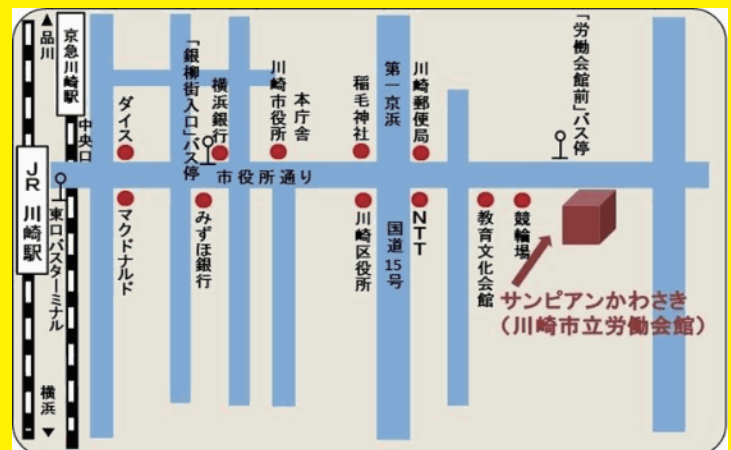 ▲品川
京急川崎駅
中央口
JR 川崎駅
東口バスターミナル
横浜▼
ダイス
マクドナルド
「銀柳街入口」バス停
横浜銀行
みずほ銀行
川崎市役所
本庁舎
市役所通り
稲毛神社
川崎区役所
第一京浜
国道15号
川崎郵便局
NTT
教育文化会館
競輪場
「労働会館前」バス停
サンピアンかわさき
（川崎市立労働会館）